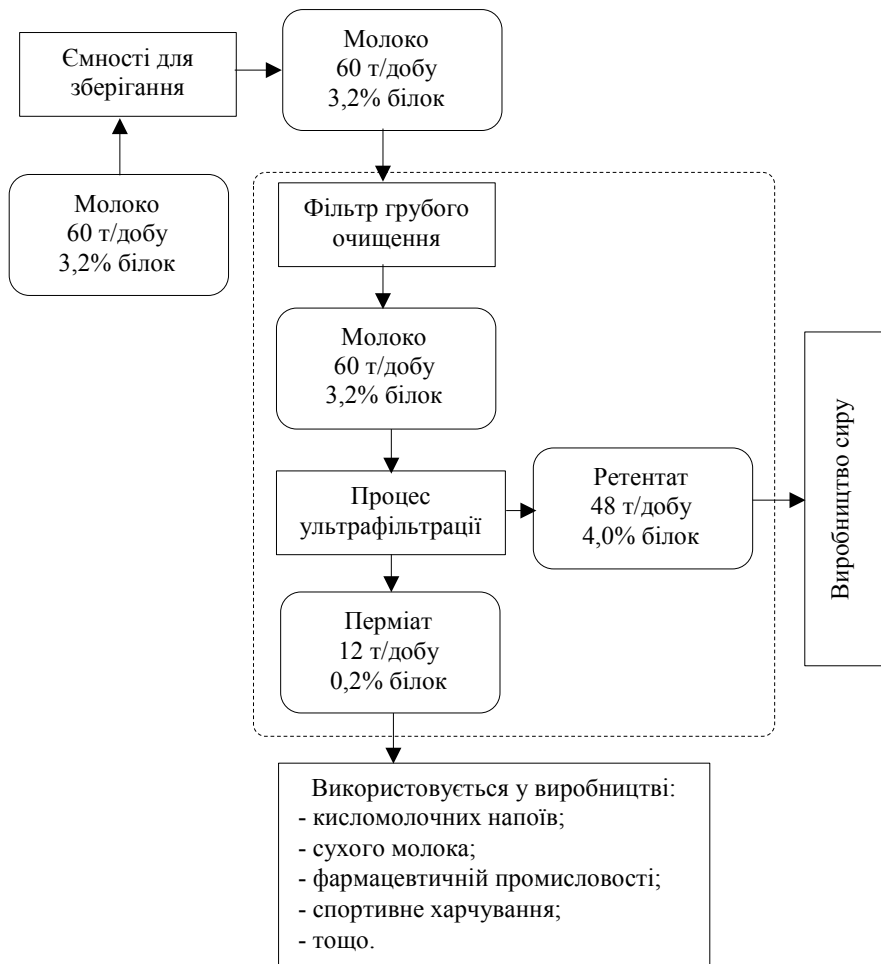 Ємності для
зберігання
Молоко
60 т/добу
3,2% білок
Молоко
60 т/добу
3,2% білок
Фільтр грубого
очищення
Молоко
60 т/добу
3,2% білок
Процес
ультрафільтрації
Ретентат
48 т/добу
4,0% білок
Виробництво сиру
Перміат
12 т/добу
0,2% білок
Використовується у виробництві:
- кисломолочних напоїв;
- сухого молока;
- фармацевтичній промисловості;
- спортивне харчування;
- тощо.